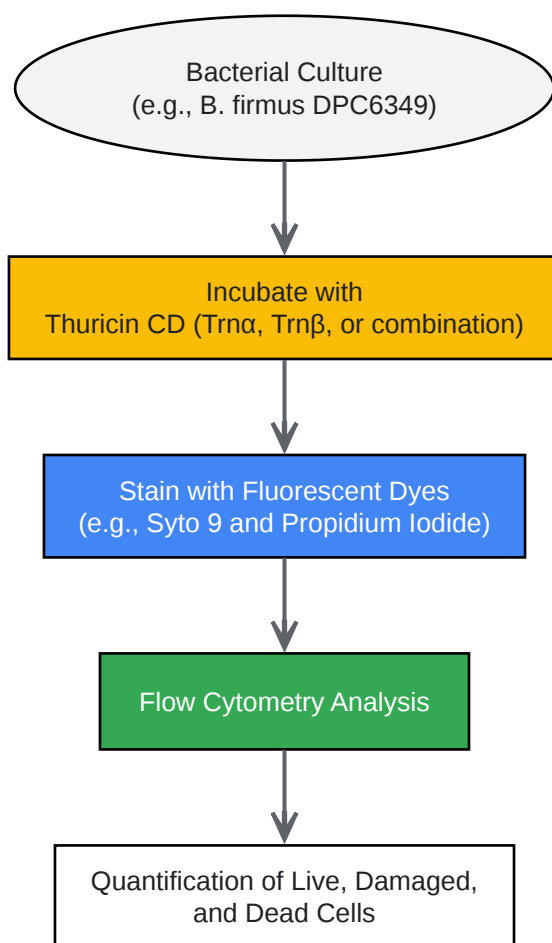 Bacterial Culture
(e.g., B. firmus DPC6349)
Incubate with
Thuricin CD (Trnα, Trnβ, or combination)
Stain with Fluorescent Dyes
(e.g., Syto 9 and Propidium Iodide)
Flow Cytometry Analysis
Quantification of Live, Damaged,
and Dead Cells